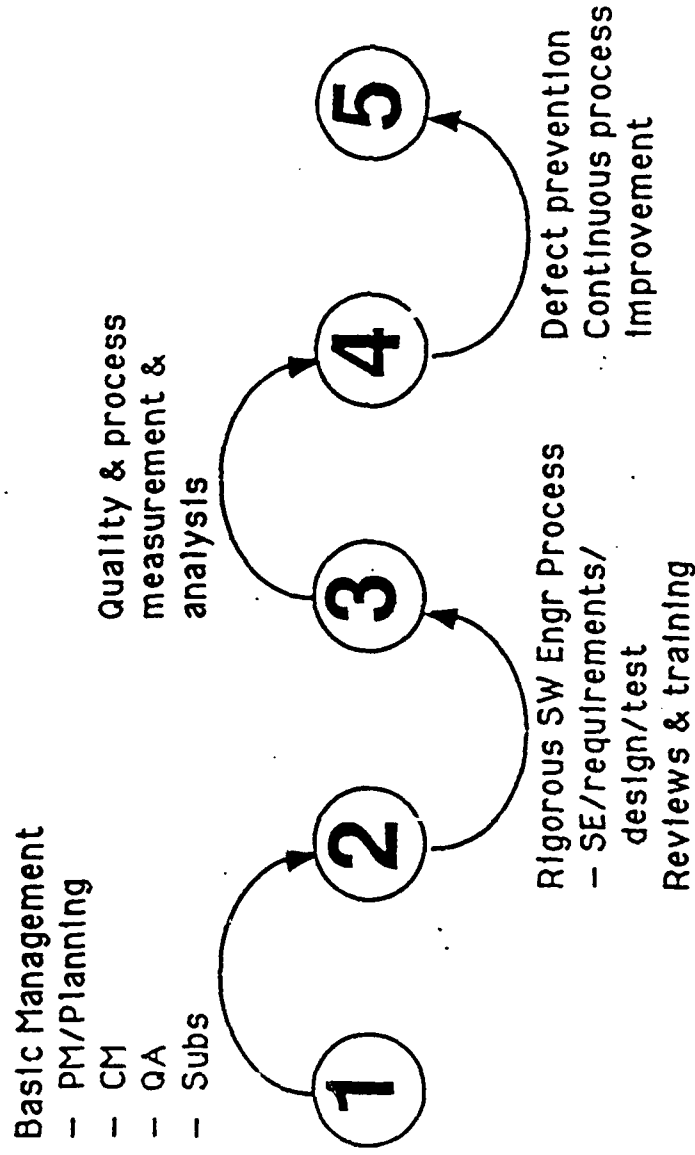 Basic Management
- PM/Planning
- CM
- QA
- Subs
1
2
Rigorous SW Engr Process
- SE/requirements/
design/test
Reviews & training
3
Quality & process
measurement &
analysis
4
Defect prevention
Continuous process
improvement
5